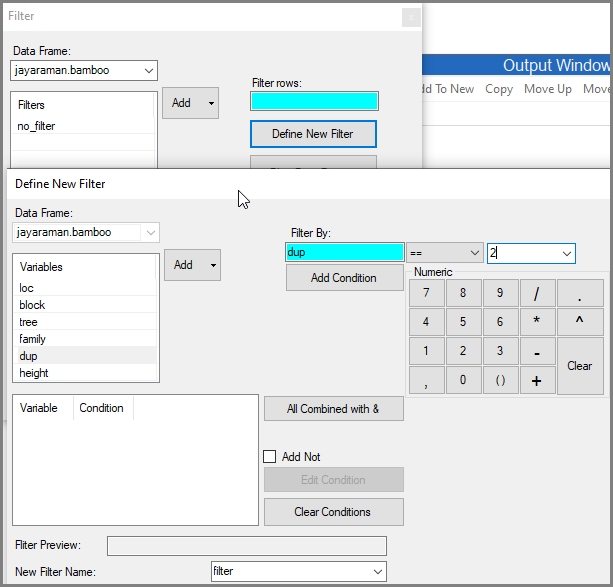 Filter
Data Frame:
jayaraman.bamboo
Filter rows:
Filters
Add
no_filter
Define New Filter
Output Window
dd To New Copy Move Up Move
Define New Filter
Data Frame:
jayaraman.bamboo
Filter By:
dup == 2
Variables
Add
Add Condition
Numeric
loc
block
tree
family
dup
height
7 8 9 / .
4 5 6 * ^
1 2 3 - Clear
, 0 () +
Variable Condition
All Combined with &
Add Not
Edit Condition
Clear Conditions
Fliter Preview:
New Filter Name: filter